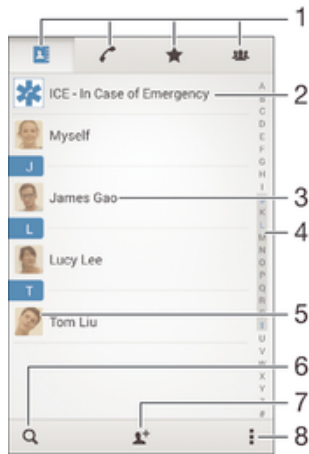 1
ICE - In Case of Emergency
2
Myself
J
James Gao
3
L
4
Lucy Lee
T
Tom Liu
5
6
7
8
A
B
C
D
E
F
G
H
I
J
K
L
M
N
O
P
Q
R
S
T
U
V
W
X
Y
Z
#